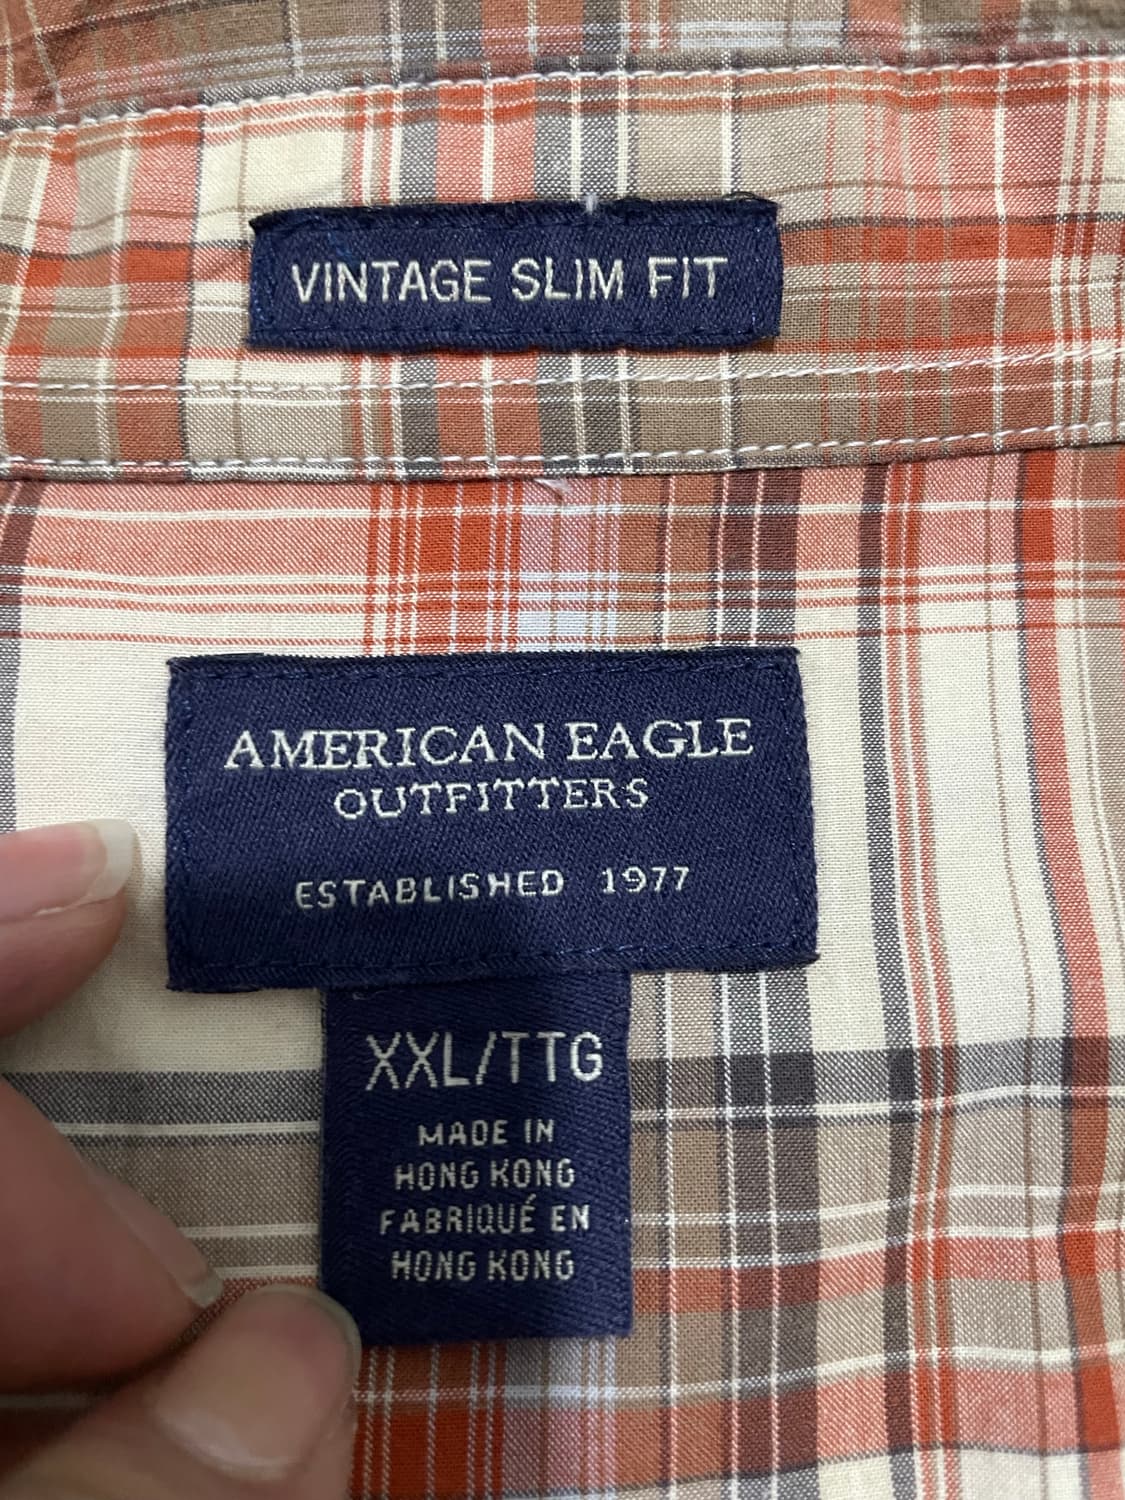 VINTAGE SLIM FIT
AMERICAN EAGLE
OUTFITTERS
ESTABLISHED 1977
XXL/TTG
MADE IN
HONG KONG
FABRIQUÉ EN
HONG KONG